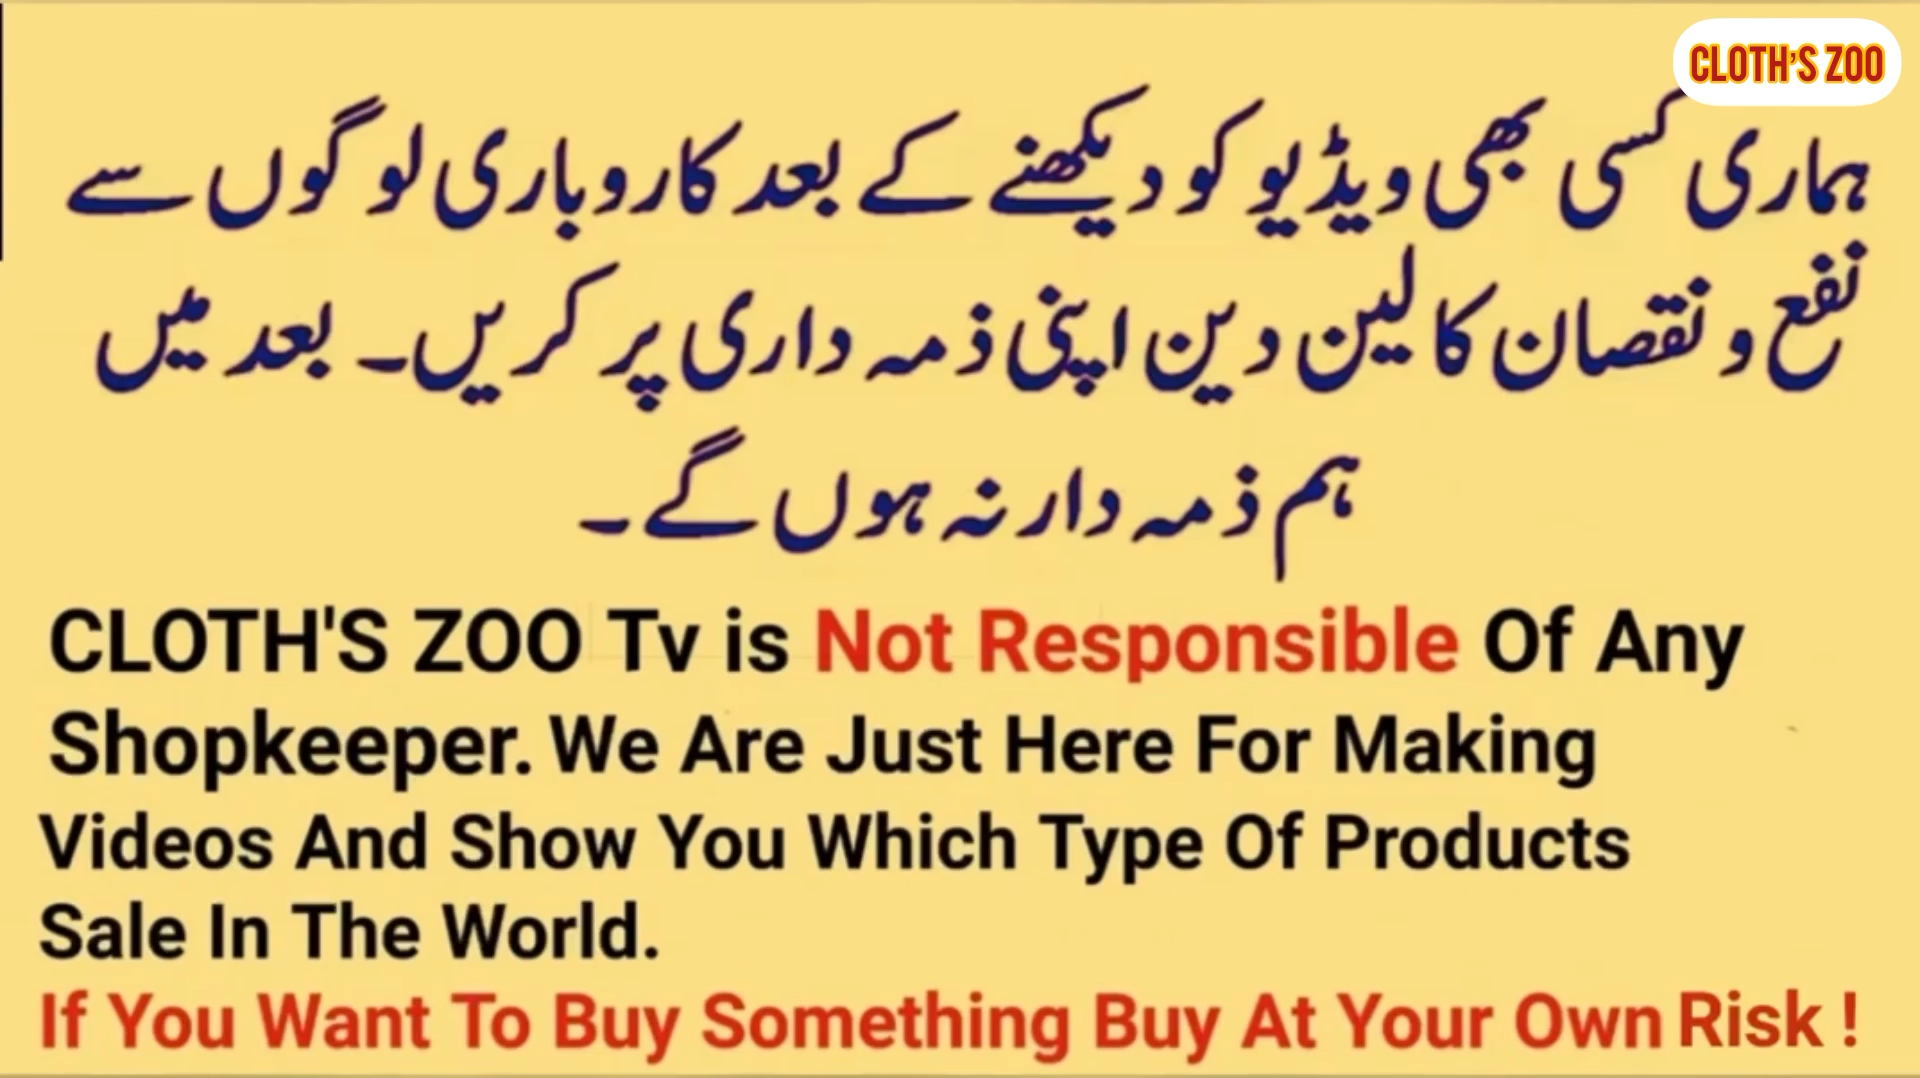 CLOTH'S ZOO
ہماری کسی بھی ویڈیو کو دیکھنے کے بعد کاروباری لوگوں سے
نفع و نقصان کا لین دین اپنی ذمہ داری پر کریں۔ بعد میں
ہم ذمہ دار نہ ہوں گے۔
CLOTH'S ZOO Tv is Not Responsible Of Any
Shopkeeper. We Are Just Here For Making
Videos And Show You Which Type Of Products
Sale In The World.
If You Want To Buy Something Buy At Your Own Risk !